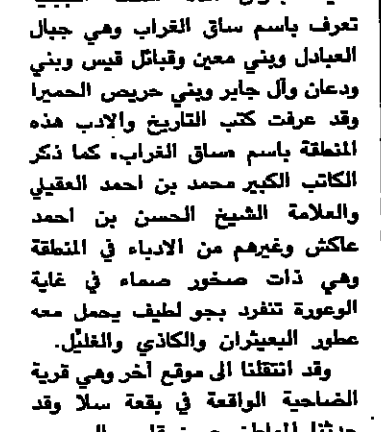 تعرف باسم ساق الغراب وهي جبال
العبادل وبني معين وقبائل قيس وبني
ودعان وآل جابر وبني حريص الحميرا
وقد عرفت كتب التاريخ والادب هذه
المنطقة باسم «ساق الغراب» كما ذكر
الكاتب الكبير محمد بن احمد العقيلي
والعلامة الشيخ الحسن بن احمد
عاكش وغيرهم من الادباء في المنطقة
وهي ذات صخور صماء في غاية
الوعورة تنفرد بجو لطيف يحمل معه
عطور البعيثران والكاذي والغليّل.
وقد انتقلنا الى موقع آخر وهي قرية
الضاحية الواقعة في بقعة سلا وقد